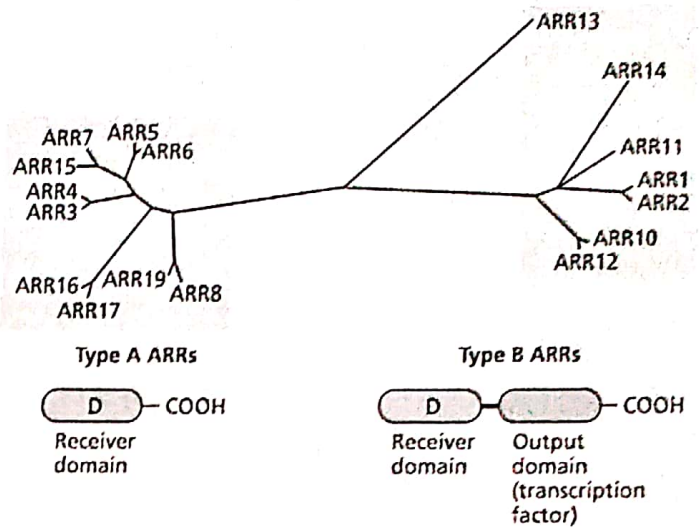 ARR13
ARR14
ARR7
ARR5
ARR6
ARR15
ARR4
ARR3
ARR11
ARR1
ARR2
ARR10
ARR12
ARR16
ARR19
ARR8
ARR17
Type A ARRs
Type B ARRs
D
COOH
D
COOH
Receiver
domain
Receiver
domain
Output
domain
(transcription
factor)